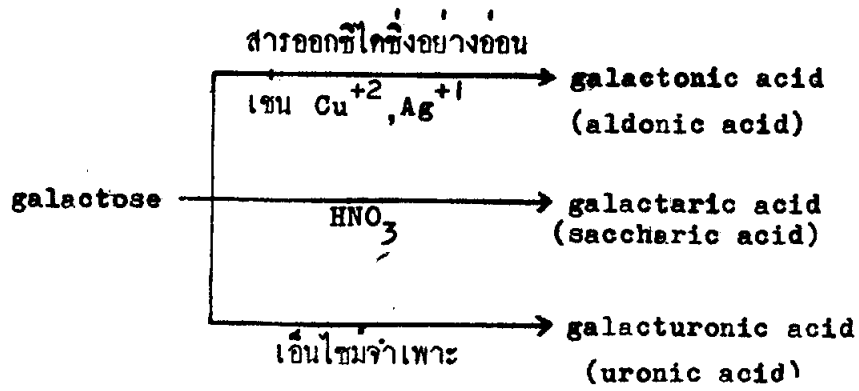 สารออกซิไดซิ่งอย่างอ่อน
เช่น Cu+2,Ag+1
galactonic acid
(aldonic acid)
galactose
HNO3
galactaric acid
(saccharic acid)
เอ็นไซม์จำเพาะ
galacturonic acid
(uronic acid)